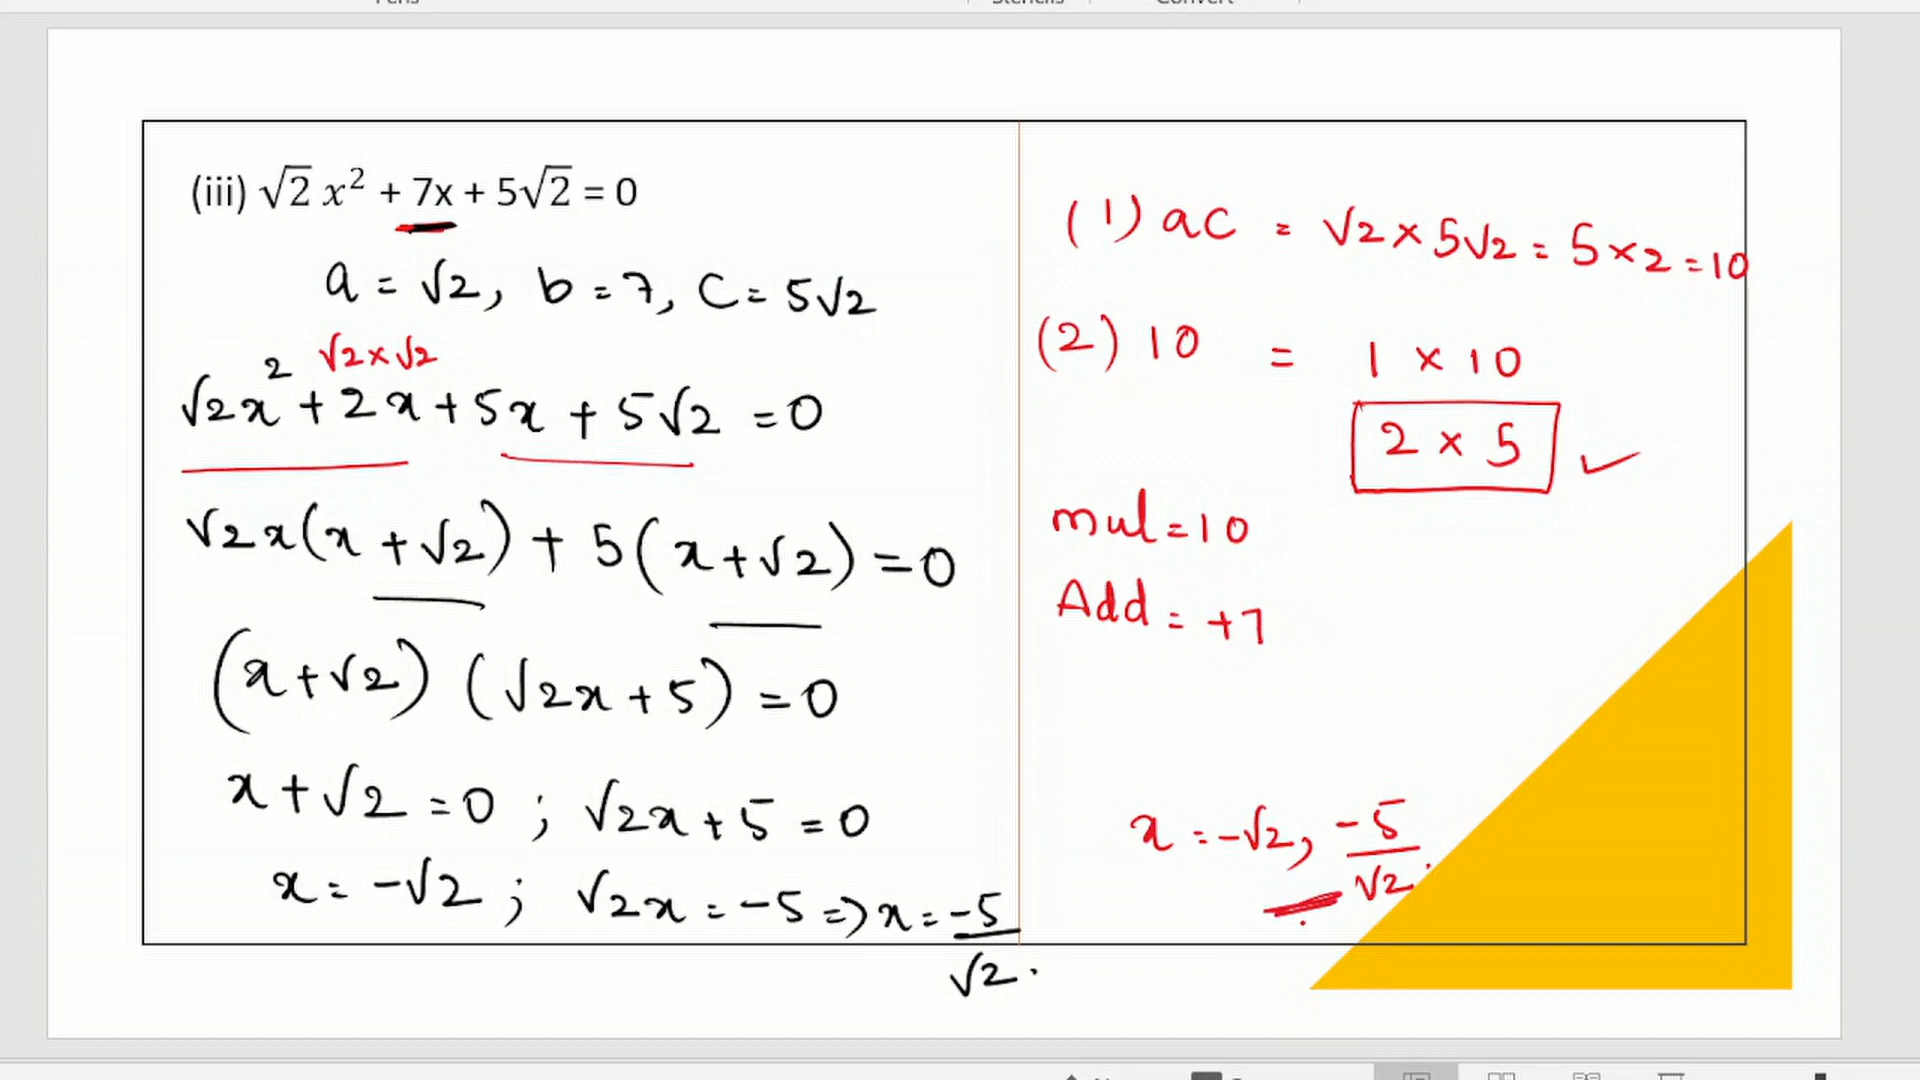 (iii) √2 x² + 7x + 5√2 = 0
a = √2, b = 7, c = 5√2
√2×√2
√2x² + 2x + 5x + 5√2 = 0
√2x(x + √2) + 5(x + √2) = 0
(x + √2) (√2x + 5) = 0
x + √2 = 0 ; √2x + 5 = 0
x = -√2 ; √2x = -5 => x = -5/√2.
(1) ac = √2 × 5√2 = 5 × 2 = 10
(2) 10 = 1 × 10
2 × 5 ✓
mul = 10
Add = +7
x = -√2, -5/√2.